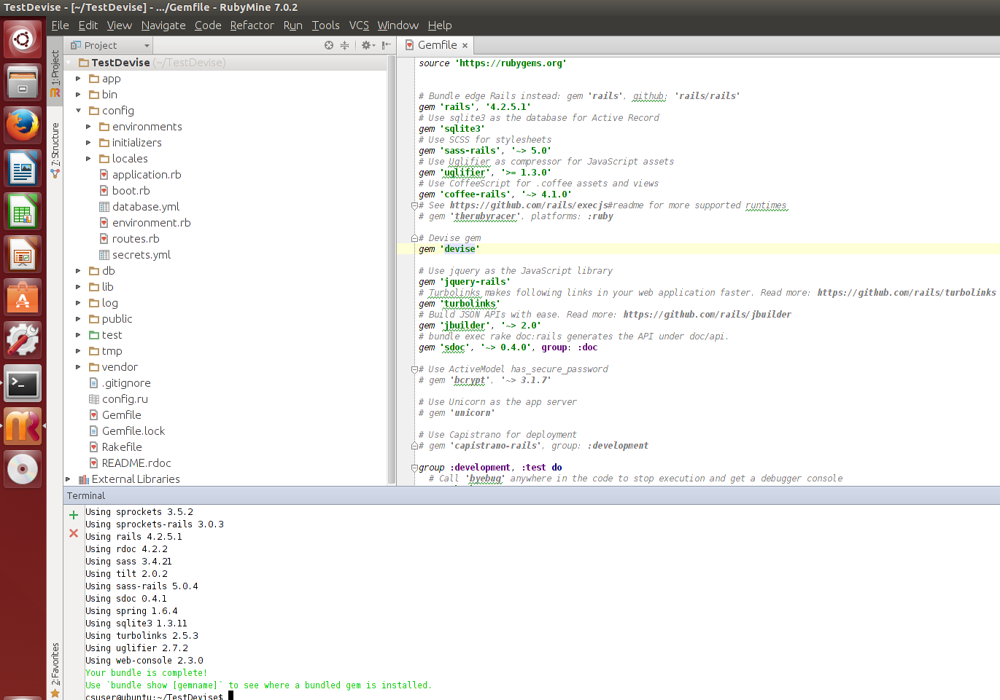 TestDevise - [~/TestDevise] - .../Gemfile - RubyMine 7.0.2
File Edit View Navigate Code Refactor Run Tools VCS Window Help
Project
Gemfile
1: Project
7: Structure
2: Favorites
TestDevise (~/TestDevise)
app
bin
config
environments
initializers
locales
application.rb
boot.rb
database.yml
environment.rb
routes.rb
secrets.yml
db
lib
log
public
test
tmp
vendor
.gitignore
config.ru
Gemfile
Gemfile.lock
Rakefile
README.rdoc
External Libraries
source 'https://rubygems.org'
# Bundle edge Rails instead: gem 'rails', github: 'rails/rails'
gem 'rails', '4.2.5.1'
# Use sqlite3 as the database for Active Record
gem 'sqlite3'
# Use SCSS for stylesheets
gem 'sass-rails', '~> 5.0'
# Use Uglifier as compressor for JavaScript assets
gem 'uglifier', '>= 1.3.0'
# Use CoffeeScript for .coffee assets and views
gem 'coffee-rails', '~> 4.1.0'
# See https://github.com/rails/execjs#readme for more supported runtimes
# gem 'therubyracer', platforms: :ruby
# Devise gem
gem 'devise'
# Use jquery as the JavaScript library
gem 'jquery-rails'
# Turbolinks makes following links in your web application faster. Read more: https://github.com/rails/turbolinks
gem 'turbolinks'
# Build JSON APIs with ease. Read more: https://github.com/rails/jbuilder
gem 'jbuilder', '~> 2.0'
# bundle exec rake doc:rails generates the API under doc/api.
gem 'sdoc', '~> 0.4.0', group: :doc
# Use ActiveModel has_secure_password
# gem 'bcrypt', '~> 3.1.7'
# Use Unicorn as the app server
# gem 'unicorn'
# Use Capistrano for deployment
# gem 'capistrano-rails', group: :development
group :development, :test do
# Call 'byebug' anywhere in the code to stop execution and get a debugger console
Terminal
Using sprockets 3.5.2
Using sprockets-rails 3.0.3
Using rails 4.2.5.1
Using rdoc 4.2.2
Using sass 3.4.21
Using tilt 2.0.2
Using sass-rails 5.0.4
Using sdoc 0.4.1
Using spring 1.6.4
Using sqlite3 1.3.11
Using turbolinks 2.5.3
Using uglifier 2.7.2
Using web-console 2.3.0
Your bundle is complete!
Use `bundle show [gemname]` to see where a bundled gem is installed.
csuser@ubuntu:~/TestDevise$